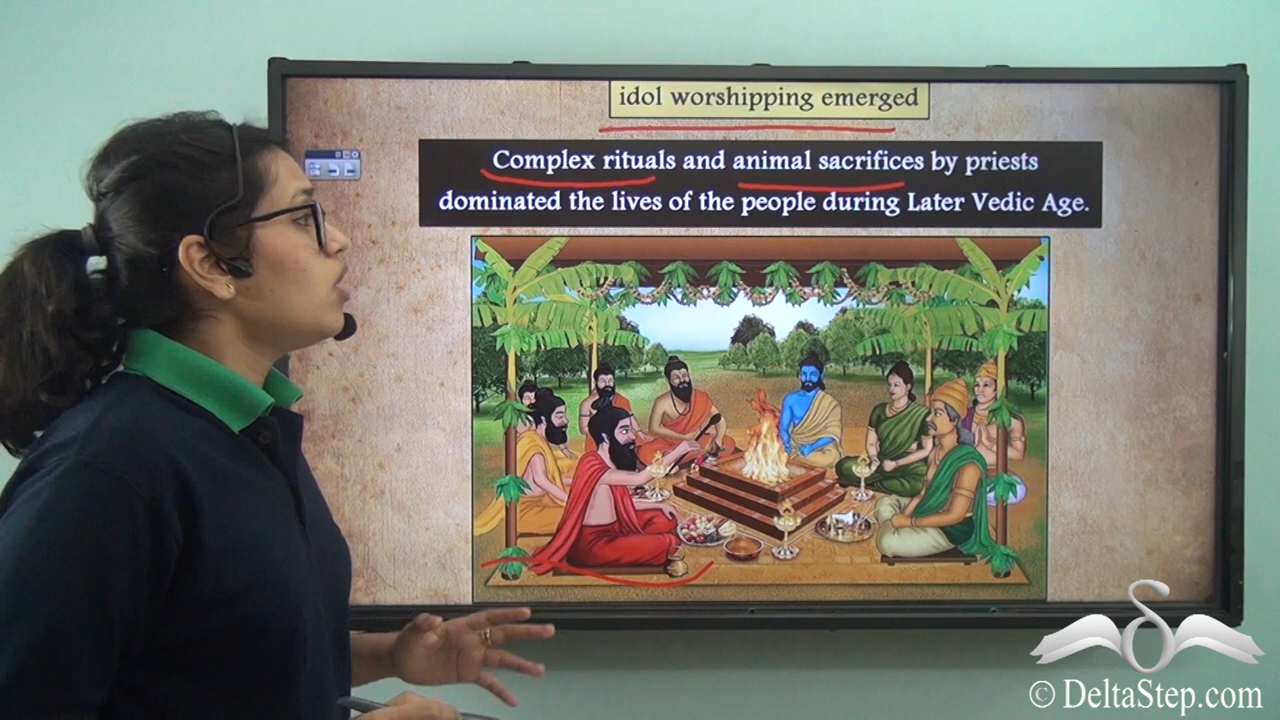 idol worshipping emerged
Complex rituals and animal sacrifices by priests
dominated the lives of the people during Later Vedic Age.
© DeltaStep.com